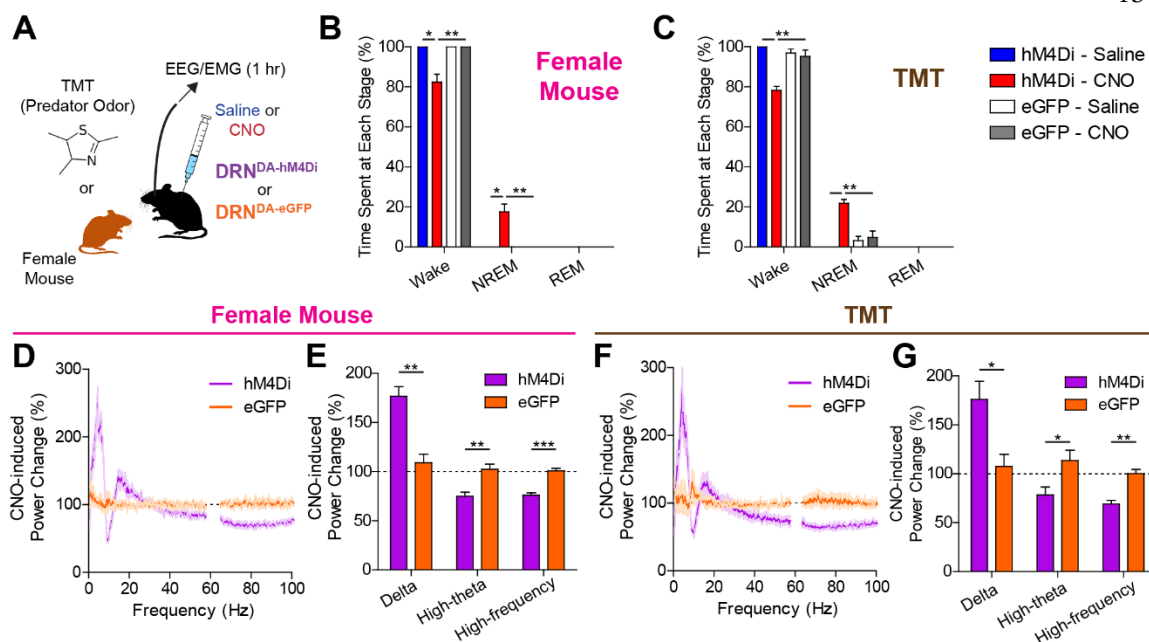 A
EEG/EMG (1 hr)
TMT
(Predator Odor)
S
N
or
Female
Mouse
Saline or
CNO
DRN^DA-hM4Di
or
DRN^DA-eGFP
B
Time Spent at Each Stage (%)
100
80
60
40
20
0
* **
* **
Wake
NREM
REM
Female
Mouse
C
Time Spent at Each Stage (%)
100
80
60
40
20
0
**
**
Wake
NREM
REM
TMT
hM4Di - Saline
hM4Di - CNO
eGFP - Saline
eGFP - CNO
Female Mouse
TMT
D
CNO-induced
Power Change (%)
300
200
100
0
0 20 40 60 80 100
Frequency (Hz)
hM4Di
eGFP
E
CNO-induced
Power Change (%)
200
150
100
50
0
** ** ***
Delta
High-theta
High-frequency
hM4Di
eGFP
F
CNO-induced
Power Change (%)
300
200
100
0
0 20 40 60 80 100
Frequency (Hz)
hM4Di
eGFP
G
CNO-induced
Power Change (%)
200
150
100
50
0
* * **
Delta
High-theta
High-frequency
hM4Di
eGFP